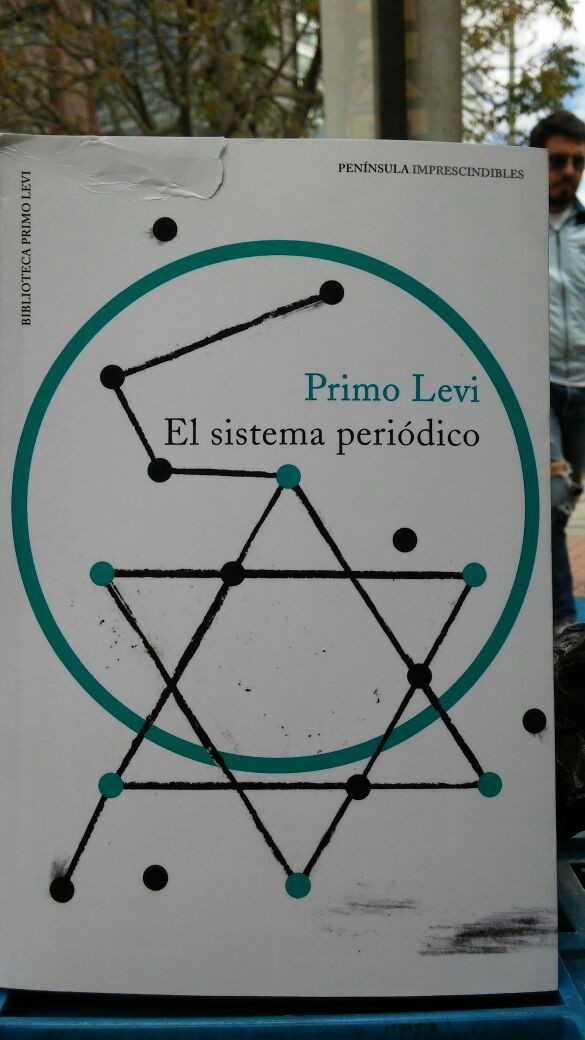 PENÍNSULA IMPRESCINDIBLES
BIBLIOTECA PRIMO LEVI
Primo Levi
El sistema periódico